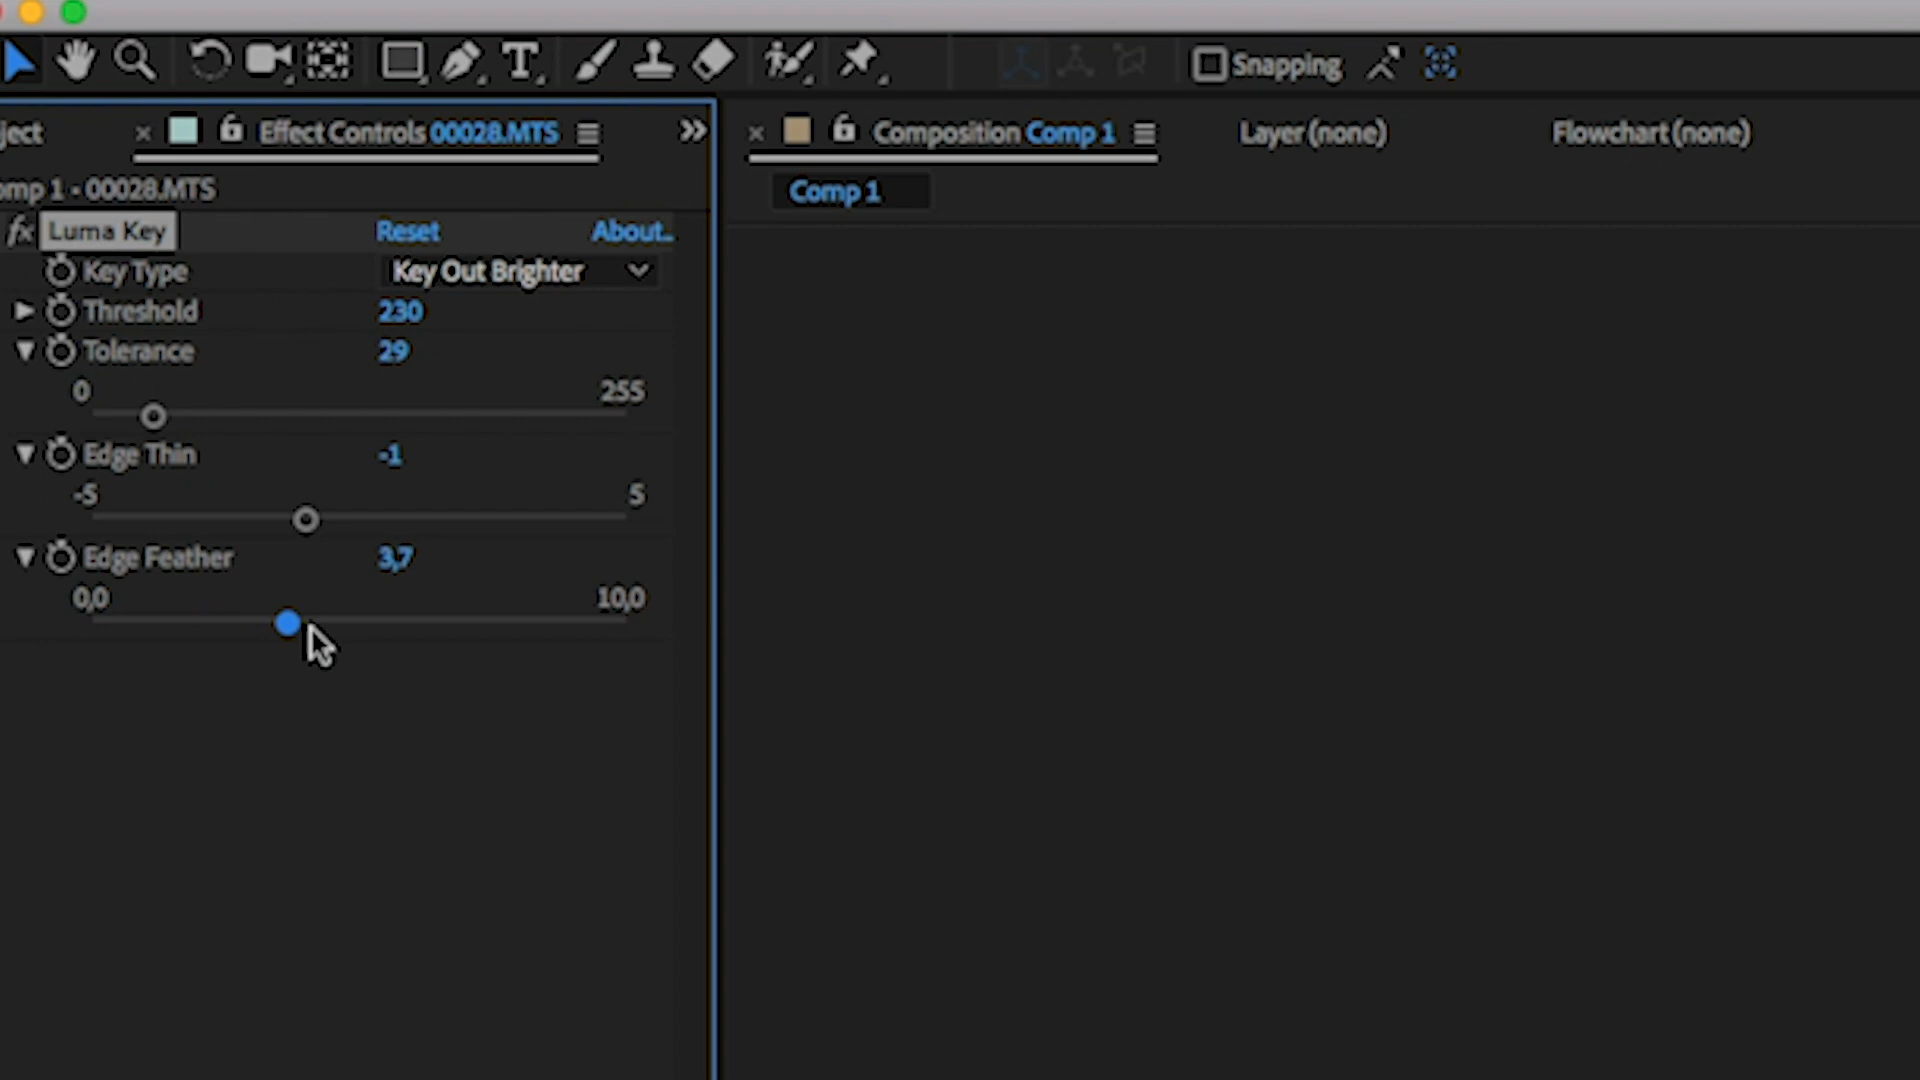 T
Snapping
ject
× Effect Controls 00028.MTS
× Composition Comp 1
Layer (none)
Flowchart (none)
omp 1 - 00028.MTS
Comp 1
fx Luma Key
Reset
About..
Key Type
Key Out Brighter
Threshold
230
Tolerance
29
0
255
Edge Thin
-1
-5
5
Edge Feather
3,7
0,0
10,0